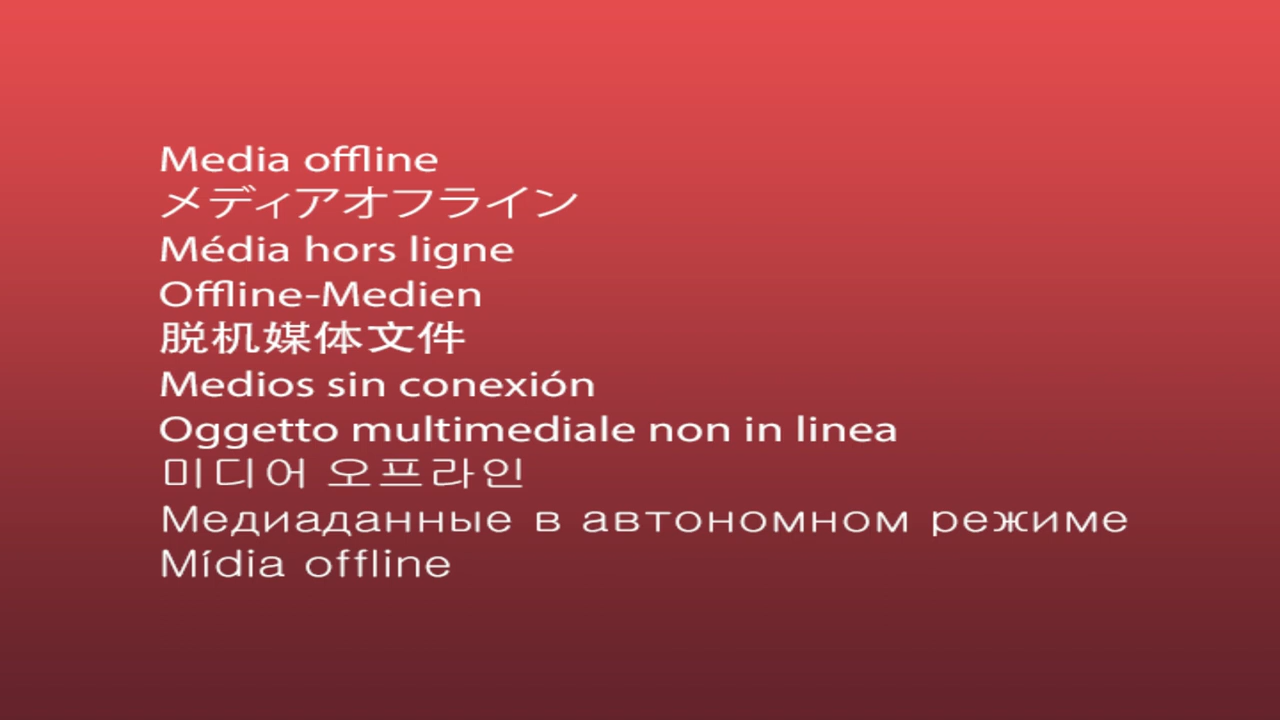 Media offline
メディアオフライン
Média hors ligne
Offline-Medien
脱机媒体文件
Medios sin conexión
Oggetto multimediale non in linea
미디어 오프라인
Медиаданные в автономном режиме
Mídia offline